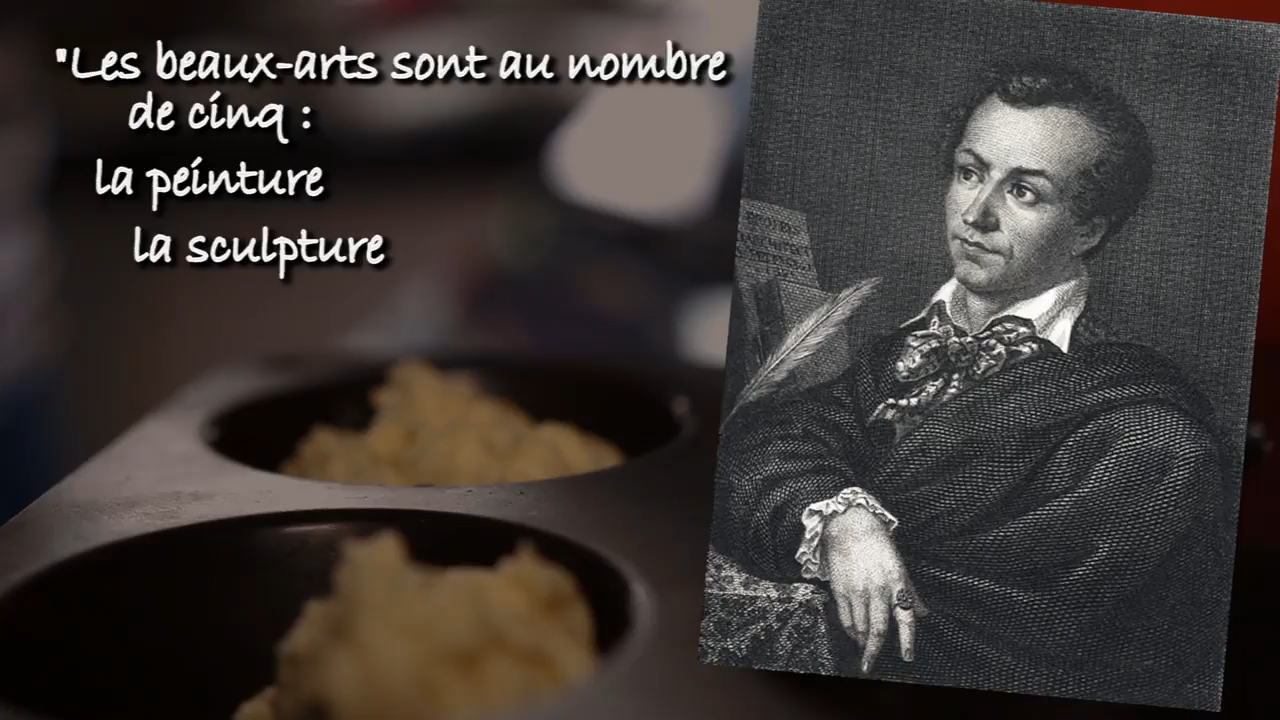 "Les beaux-arts sont au nombre
de cinq :
la peinture
la sculpture